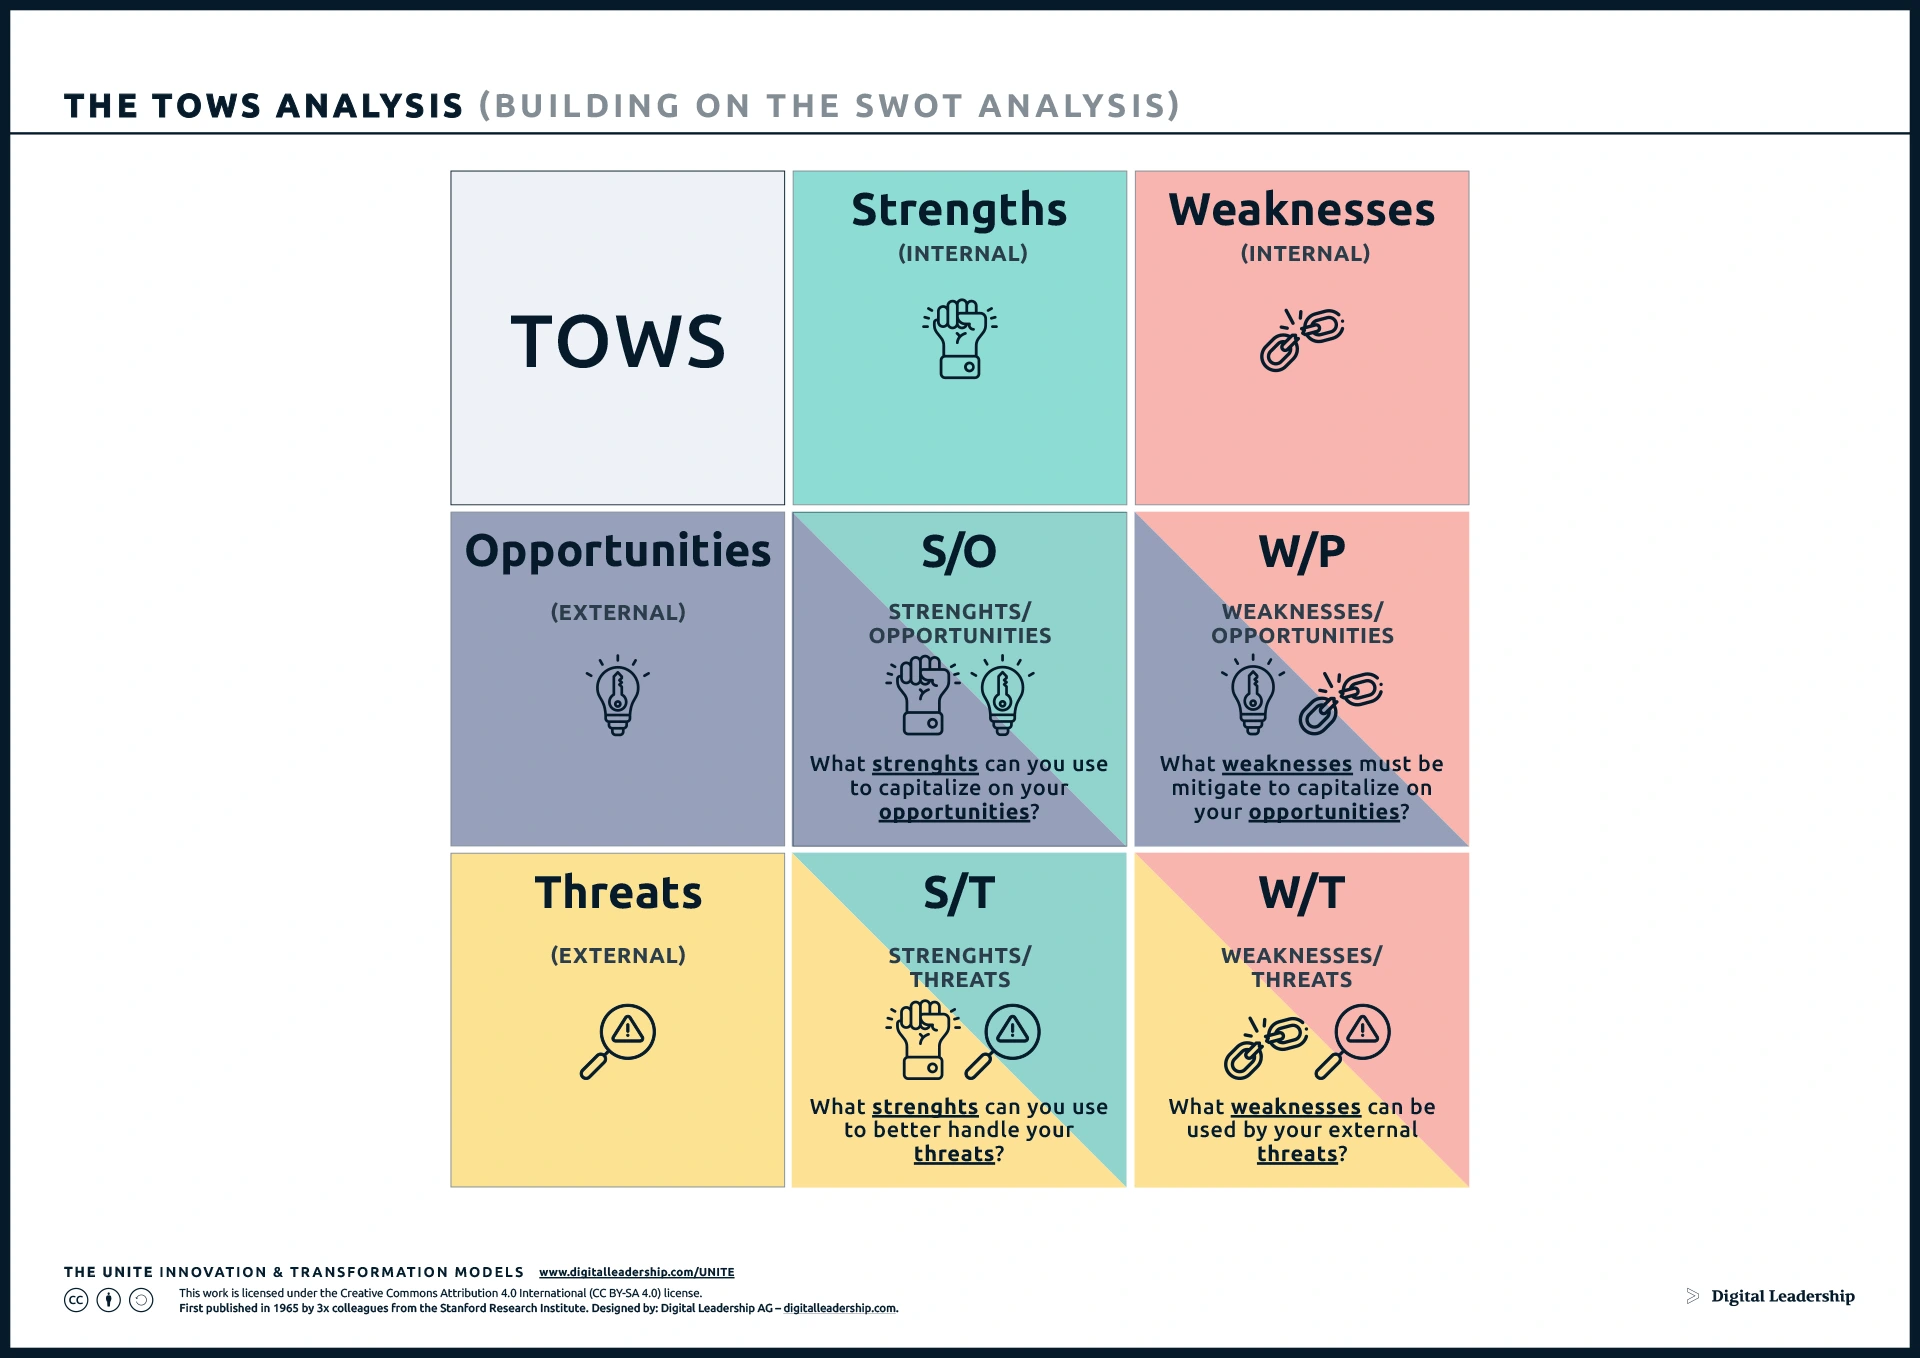 THE TOWS ANALYSIS (BUILDING ON THE SWOT ANALYSIS)
TOWS
Strengths
(INTERNAL)
Weaknesses
(INTERNAL)
Opportunities
(EXTERNAL)
S/O
STRENGHTS/
OPPORTUNITIES
What strenghts can you use
to capitalize on your
opportunities?
W/P
WEAKNESSES/
OPPORTUNITIES
What weaknesses must be
mitigate to capitalize on
your opportunities?
Threats
(EXTERNAL)
S/T
STRENGHTS/
THREATS
What strenghts can you use
to better handle your
threats?
W/T
WEAKNESSES/
THREATS
What weaknesses can be
used by your external
threats?
THE UNITE INNOVATION & TRANSFORMATION MODELS www.digitalleadership.com/UNITE
CC
This work is licensed under the Creative Commons Attribution 4.0 International (CC BY-SA 4.0) license.
First published in 1965 by 3x colleagues from the Stanford Research Institute. Designed by: Digital Leadership AG – digitalleadership.com.
Digital Leadership